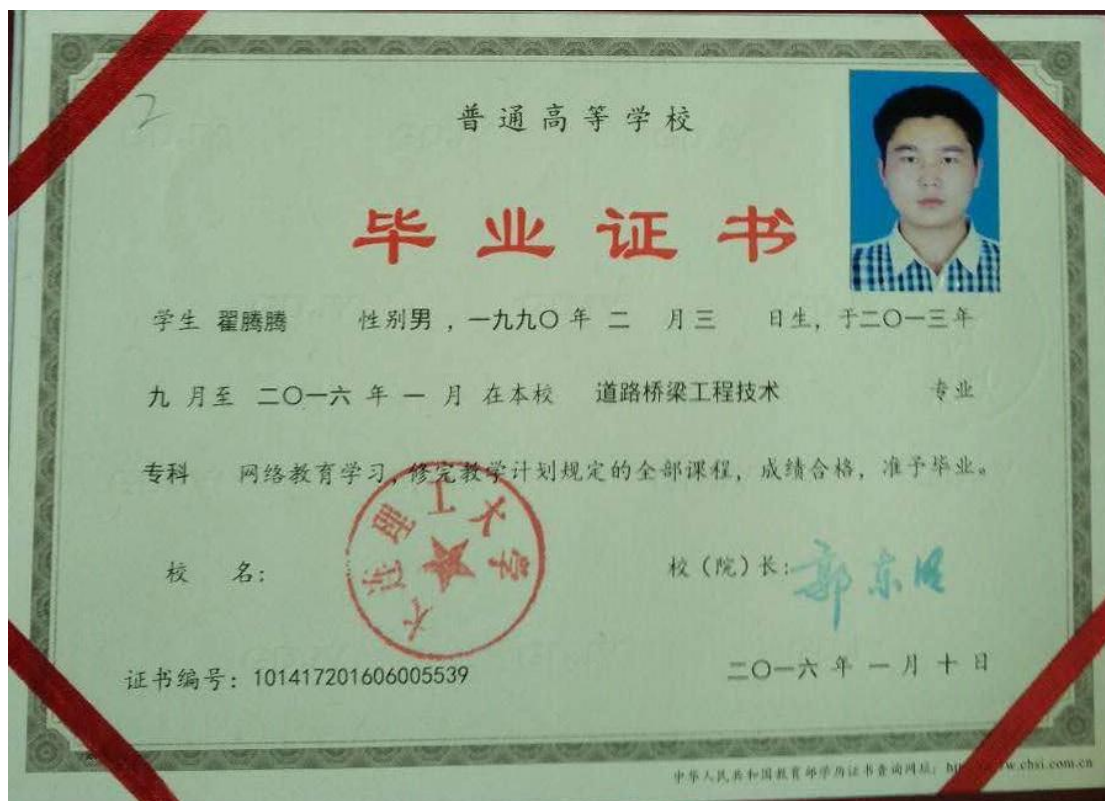 2
普通高等学校
毕业证书
学生 翟腾腾 性别男 ,一九九〇 年 二 月 三 日生, 于二〇一三年
九 月至 二〇一六 年 一 月 在本校 道路桥梁工程技术 专业
专科 网络教育学习,修完教学计划规定的全部课程, 成绩合格, 准予毕业。
大连理工大学
校 名:
校(院)长: 郭东明
证书编号: 101417201606005539
二〇一六 年 一 月 十 日
中华人民共和国教育部学历证书查询网址: w.chsi.com.cn